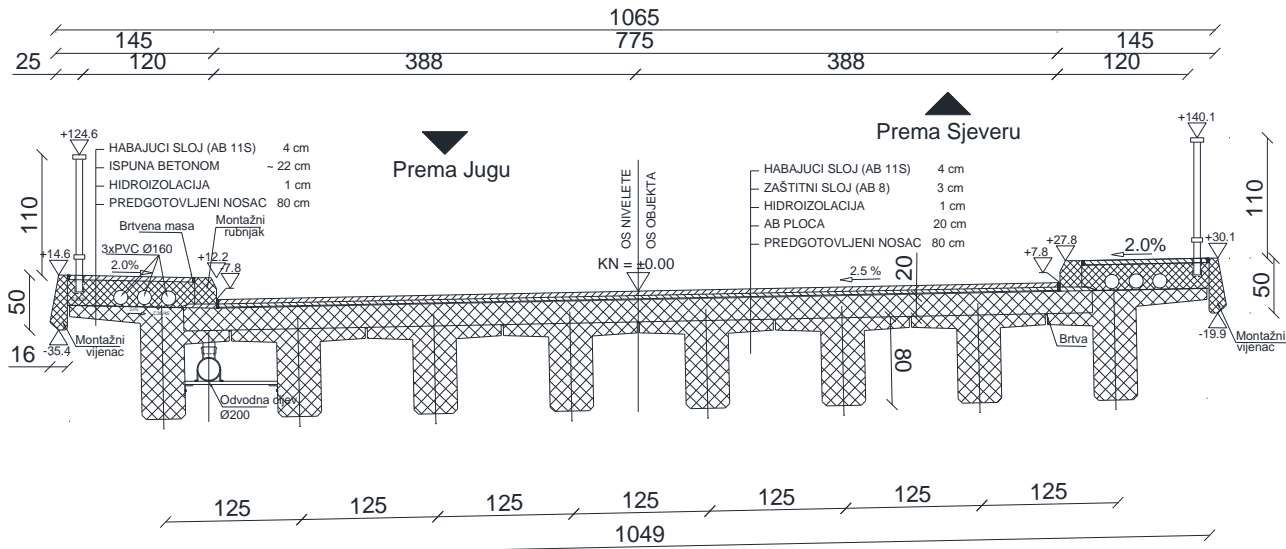 1065
145 775 145
25 120 388 388 120
+124.6
+140.1
Prema Jugu
Prema Sjeveru
HABAJUCI SLOJ (AB 11S) 4 cm
ISPUNA BETONOM ~ 22 cm
HIDROIZOLACIJA 1 cm
PREDGOTOVLJENI NOSAC 80 cm
HABAJUCI SLOJ (AB 11S) 4 cm
ZAŠTITNI SLOJ (AB 8) 3 cm
HIDROIZOLACIJA 1 cm
AB PLOCA 20 cm
PREDGOTOVLJENI NOSAC 80 cm
OS NIVELETE
OS OBJEKTA
KN = ±0.00
Brtvena masa
Montažni
rubnjak
3xPVC Ø160
2.0%
110
+14.6
+12.2
-7.8
50
16
-35.4
Montažni
vijenac
Odvodna cijev
Ø200
2.5 %
20
80
+7.8
+27.8
2.0%
+30.1
110
50
-19.9
Montažni
vijenac
Brtva
125 125 125 125 125 125 125
1049